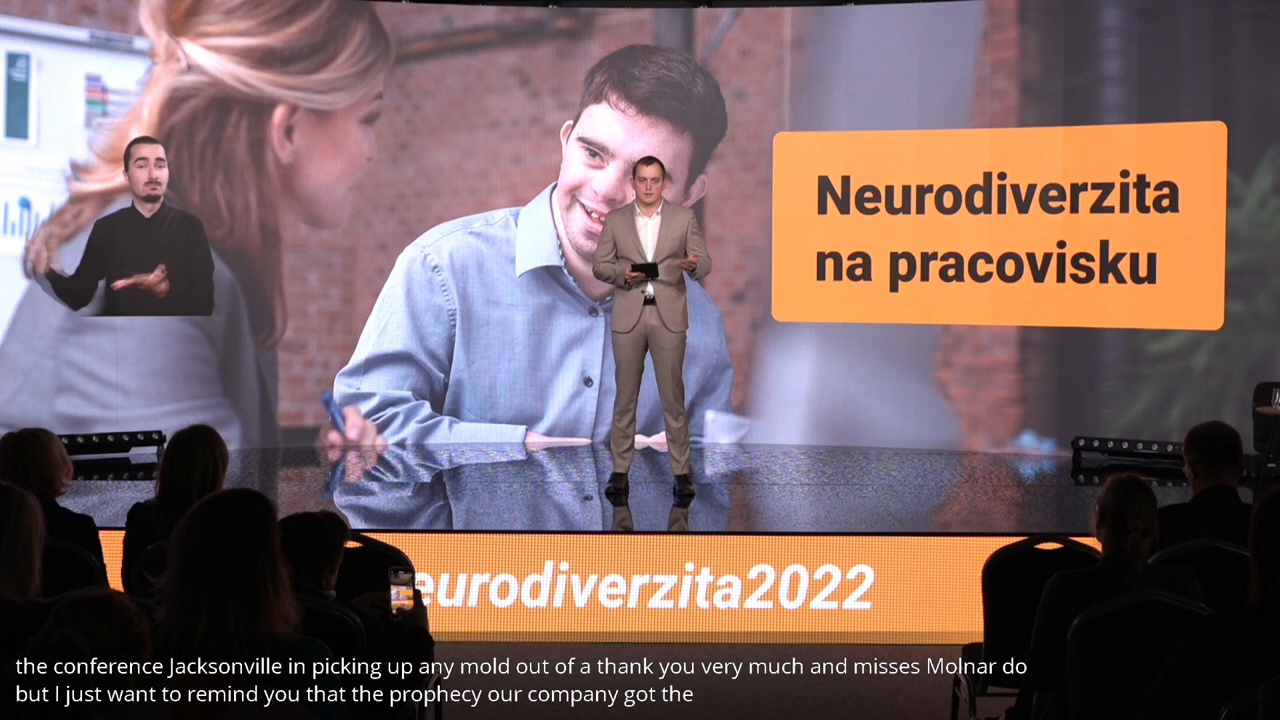 Neurodiverzita
na pracovisku
eurodiverzita2022
the conference Jacksonville in picking up any mold out of a thank you very much and misses Molnar do
but I just want to remind you that the prophecy our company got the